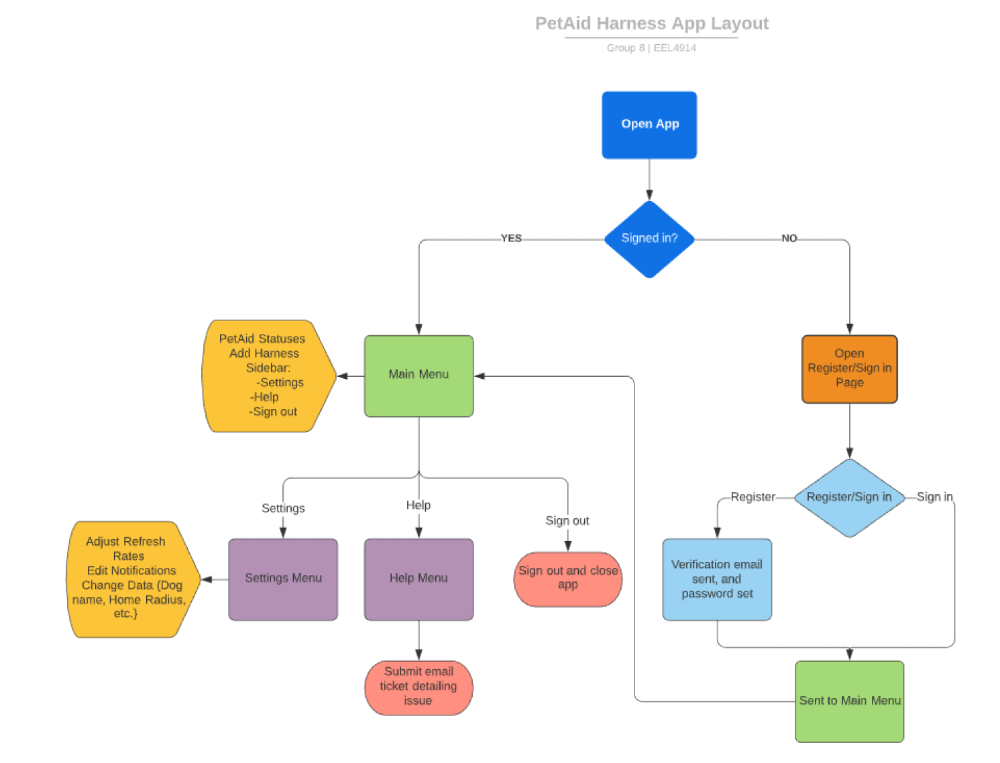 PetAid Harness App Layout
Group 8 | EEL4914
Open App
Signed in?
YES
NO
PetAid Statuses
Add Harness
Sidebar:
-Settings
-Help
-Sign out
Main Menu
Open
Register/Sign in
Page
Register
Register/Sign in
Sign in
Settings
Help
Sign out
Adjust Refresh
Rates
Edit Notifications
Change Data (Dog
name, Home Radius,
etc.}
Settings Menu
Help Menu
Sign out and close
app
Verification email
sent, and
password set
Submit email
ticket detailing
issue
Sent to Main Menu